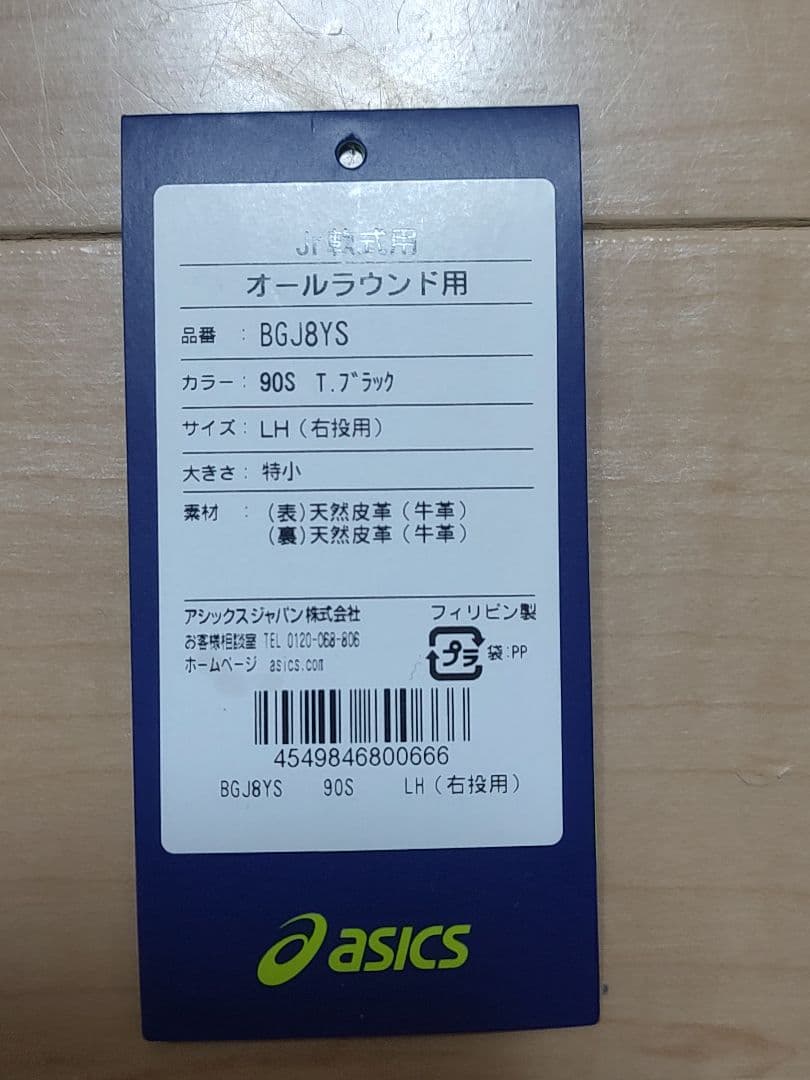 Jr軟式用
オールラウンド用
品番 : BGJ8YS
カラー : 90S T.ブラック
サイズ : LH（右投用）
大きさ : 特小
素材 : (表)天然皮革（牛革）
(裏)天然皮革（牛革）
アシックスジャパン株式会社 フィリピン製
お客様相談室 TEL 0120-068-806
ホームページ asics.com
プラ 袋:PP
4549846800666
BGJ8YS 90S LH（右投用）
asics